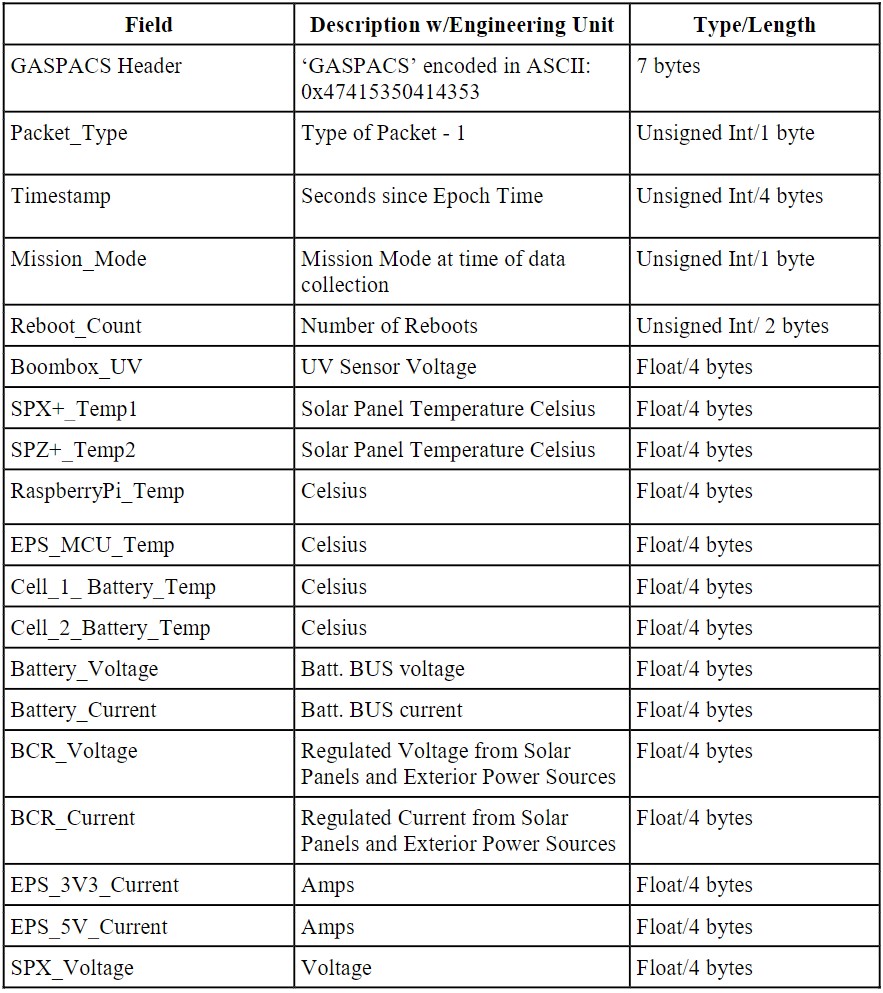 Field Description w/Engineering Unit Type/Length
GASPACS Header ‘GASPACS’ encoded in ASCII: 7 bytes
0x47415350414353
Packet_Type Type of Packet - 1 Unsigned Int/1 byte
Timestamp Seconds since Epoch Time Unsigned Int/4 bytes
Mission_Mode Mission Mode at time of data Unsigned Int/1 byte
collection
Reboot_Count Number of Reboots Unsigned Int/ 2 bytes
Boombox_UV UV Sensor Voltage Float/4 bytes
SPX+_Temp1 Solar Panel Temperature Celsius Float/4 bytes
SPZ+_Temp2 Solar Panel Temperature Celsius Float/4 bytes
RaspberryPi_Temp Celsius Float/4 bytes
EPS_MCU_Temp Celsius Float/4 bytes
Cell_1_ Battery_Temp Celsius Float/4 bytes
Cell_2_Battery_Temp Celsius Float/4 bytes
Battery_Voltage Batt. BUS voltage Float/4 bytes
Battery_Current Batt. BUS current Float/4 bytes
BCR_Voltage Regulated Voltage from Solar Float/4 bytes
Panels and Exterior Power Sources
BCR_Current Regulated Current from Solar Float/4 bytes
Panels and Exterior Power Sources
EPS_3V3_Current Amps Float/4 bytes
EPS_5V_Current Amps Float/4 bytes
SPX_Voltage Voltage Float/4 bytes